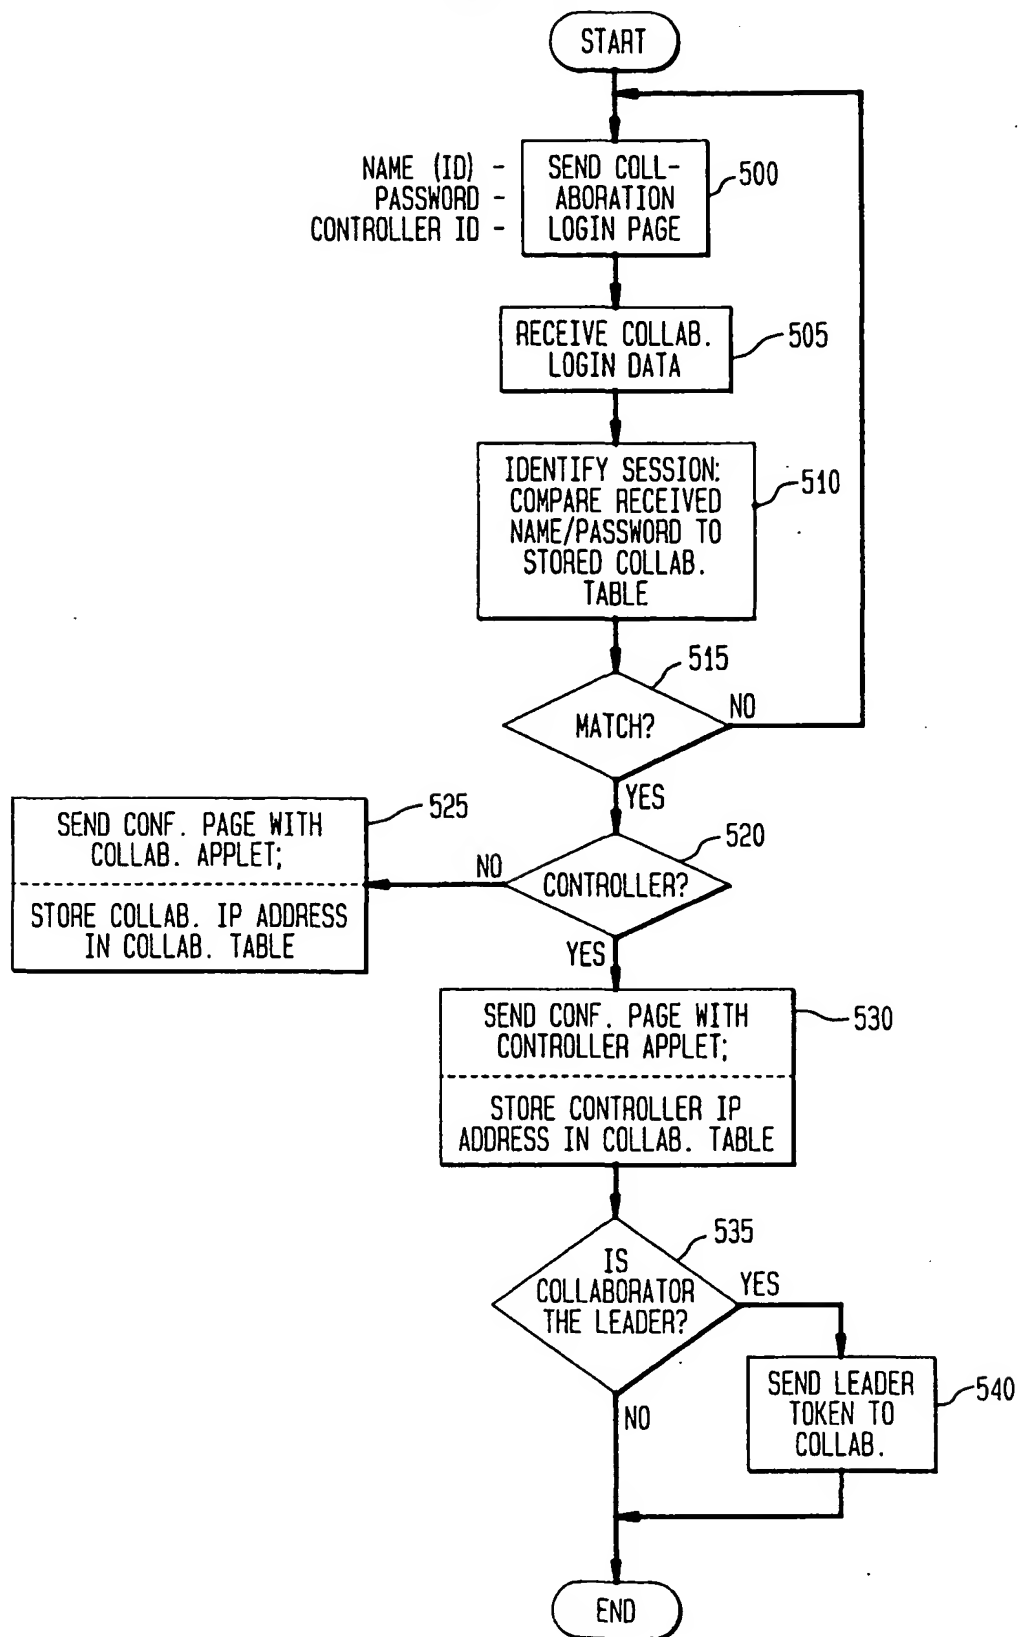 START
NAME (ID) -
PASSWORD -
CONTROLLER ID -
SEND COLL-
ABORATION
LOGIN PAGE
500
RECEIVE COLLAB.
LOGIN DATA
505
IDENTIFY SESSION:
COMPARE RECEIVED
NAME/PASSWORD TO
STORED COLLAB.
TABLE
510
515
MATCH?
NO
YES
525
SEND CONF. PAGE WITH
COLLAB. APPLET;
STORE COLLAB. IP ADDRESS
IN COLLAB. TABLE
520
NO
CONTROLLER?
YES
SEND CONF. PAGE WITH
CONTROLLER APPLET;
STORE CONTROLLER IP
ADDRESS IN COLLAB. TABLE
530
535
IS
COLLABORATOR
THE LEADER?
YES
NO
SEND LEADER
TOKEN TO
COLLAB.
540
END